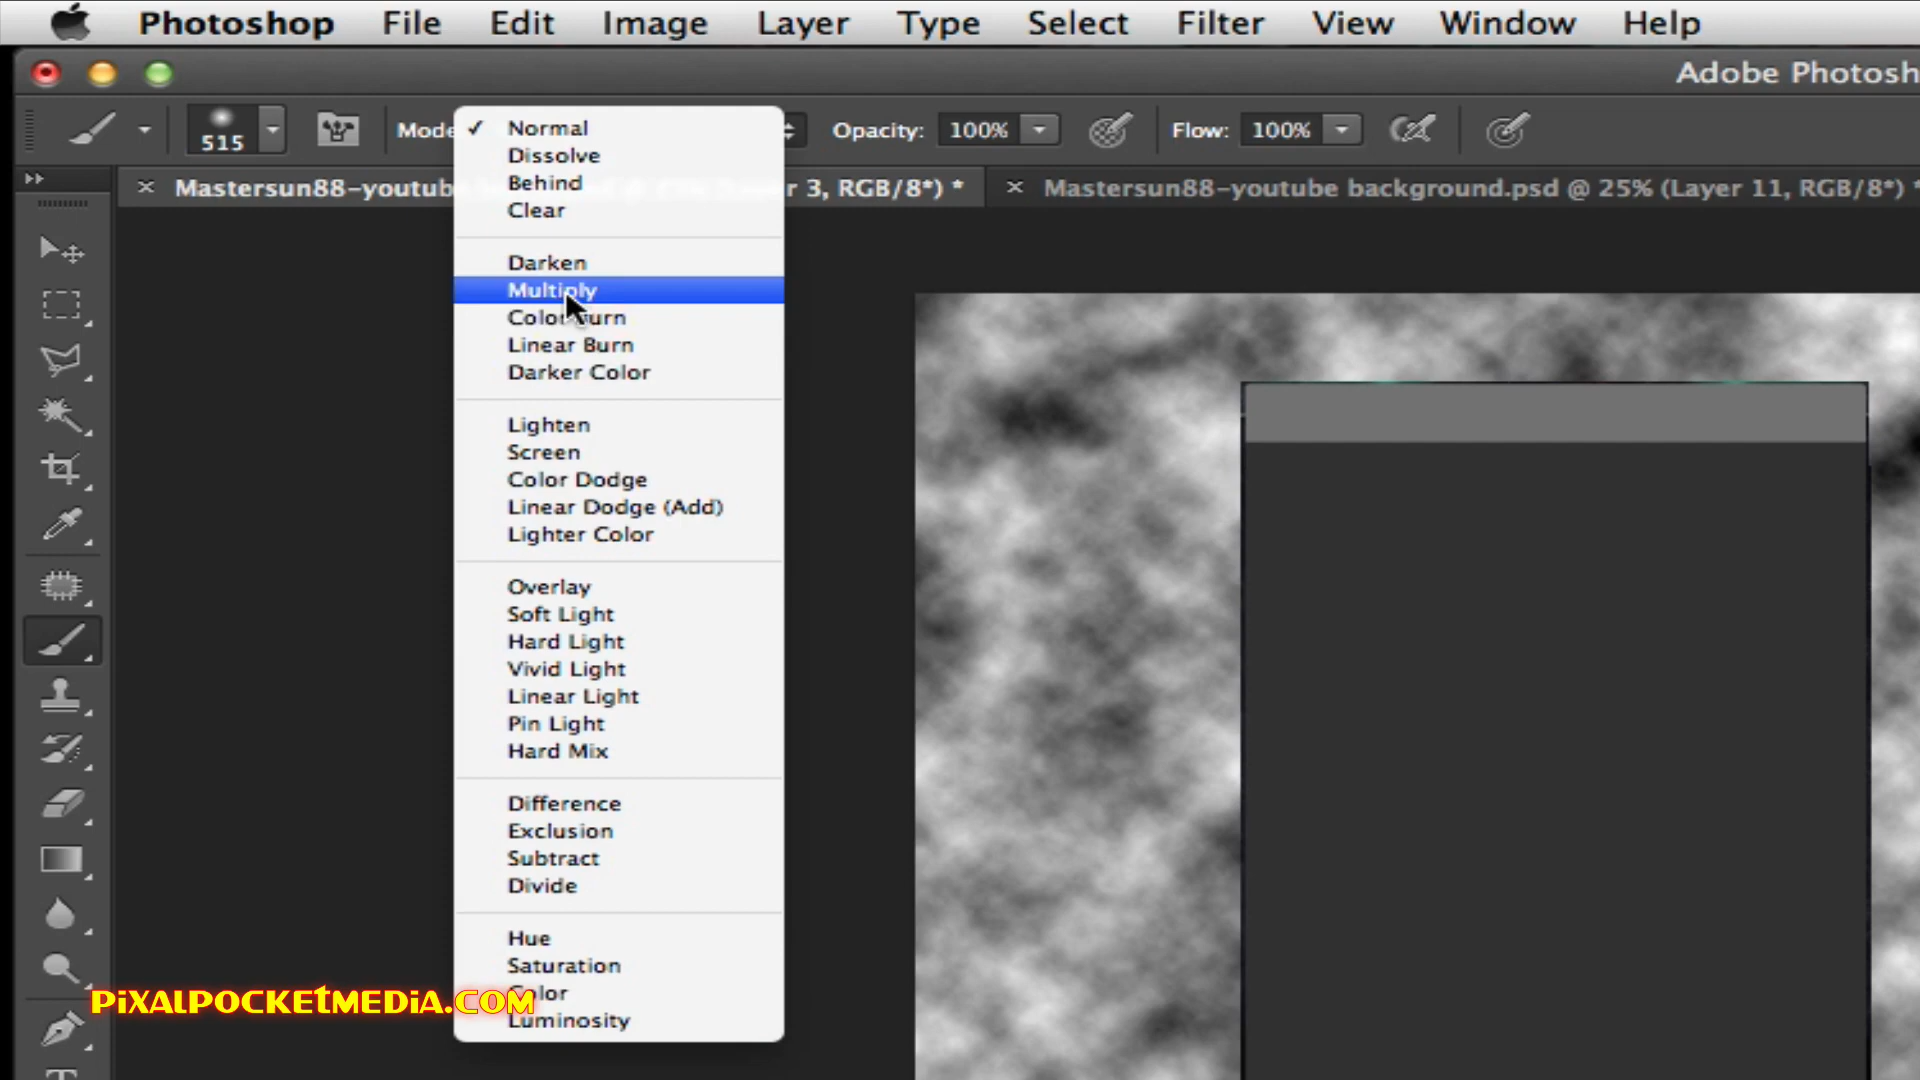 Photoshop File Edit Image Layer Type Select Filter View Window Help
Adobe Photosh
515 Mode Opacity: 100% Flow: 100%
Mastersun88-youtube r 3, RGB/8*) * Mastersun88-youtube background.psd @ 25% (Layer 11, RGB/8*) *
Normal
Dissolve
Behind
Clear
Darken
Multiply
Color Burn
Linear Burn
Darker Color
Lighten
Screen
Color Dodge
Linear Dodge (Add)
Lighter Color
Overlay
Soft Light
Hard Light
Vivid Light
Linear Light
Pin Light
Hard Mix
Difference
Exclusion
Subtract
Divide
Hue
Saturation
Color
Luminosity
PiXALPOCKEtMEDiA.COM